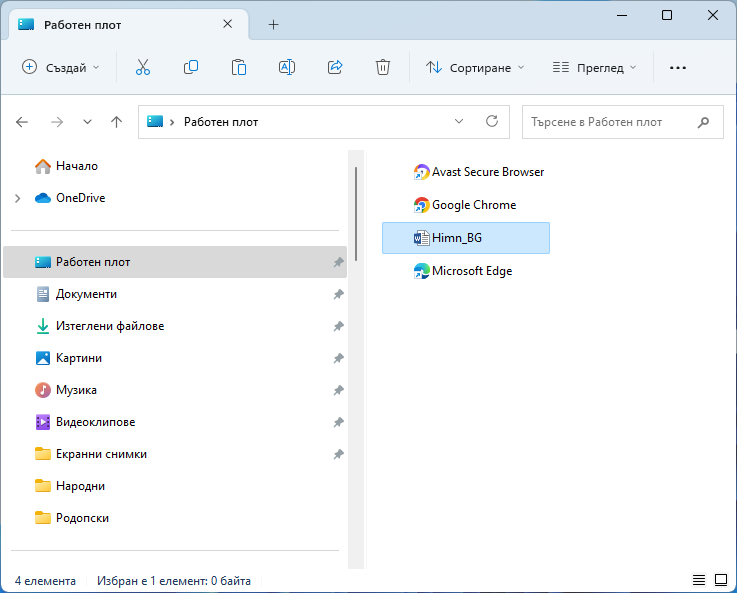 Работен плот
Създай
Сортиране
Преглед
Работен плот
Търсене в Работен плот
Начало
OneDrive
Работен плот
Документи
Изтеглени файлове
Картини
Музика
Видеоклипове
Екранни снимки
Народни
Родопски
Avast Secure Browser
Google Chrome
Himn_BG
Microsoft Edge
4 елемента Избран е 1 елемент: 0 байта